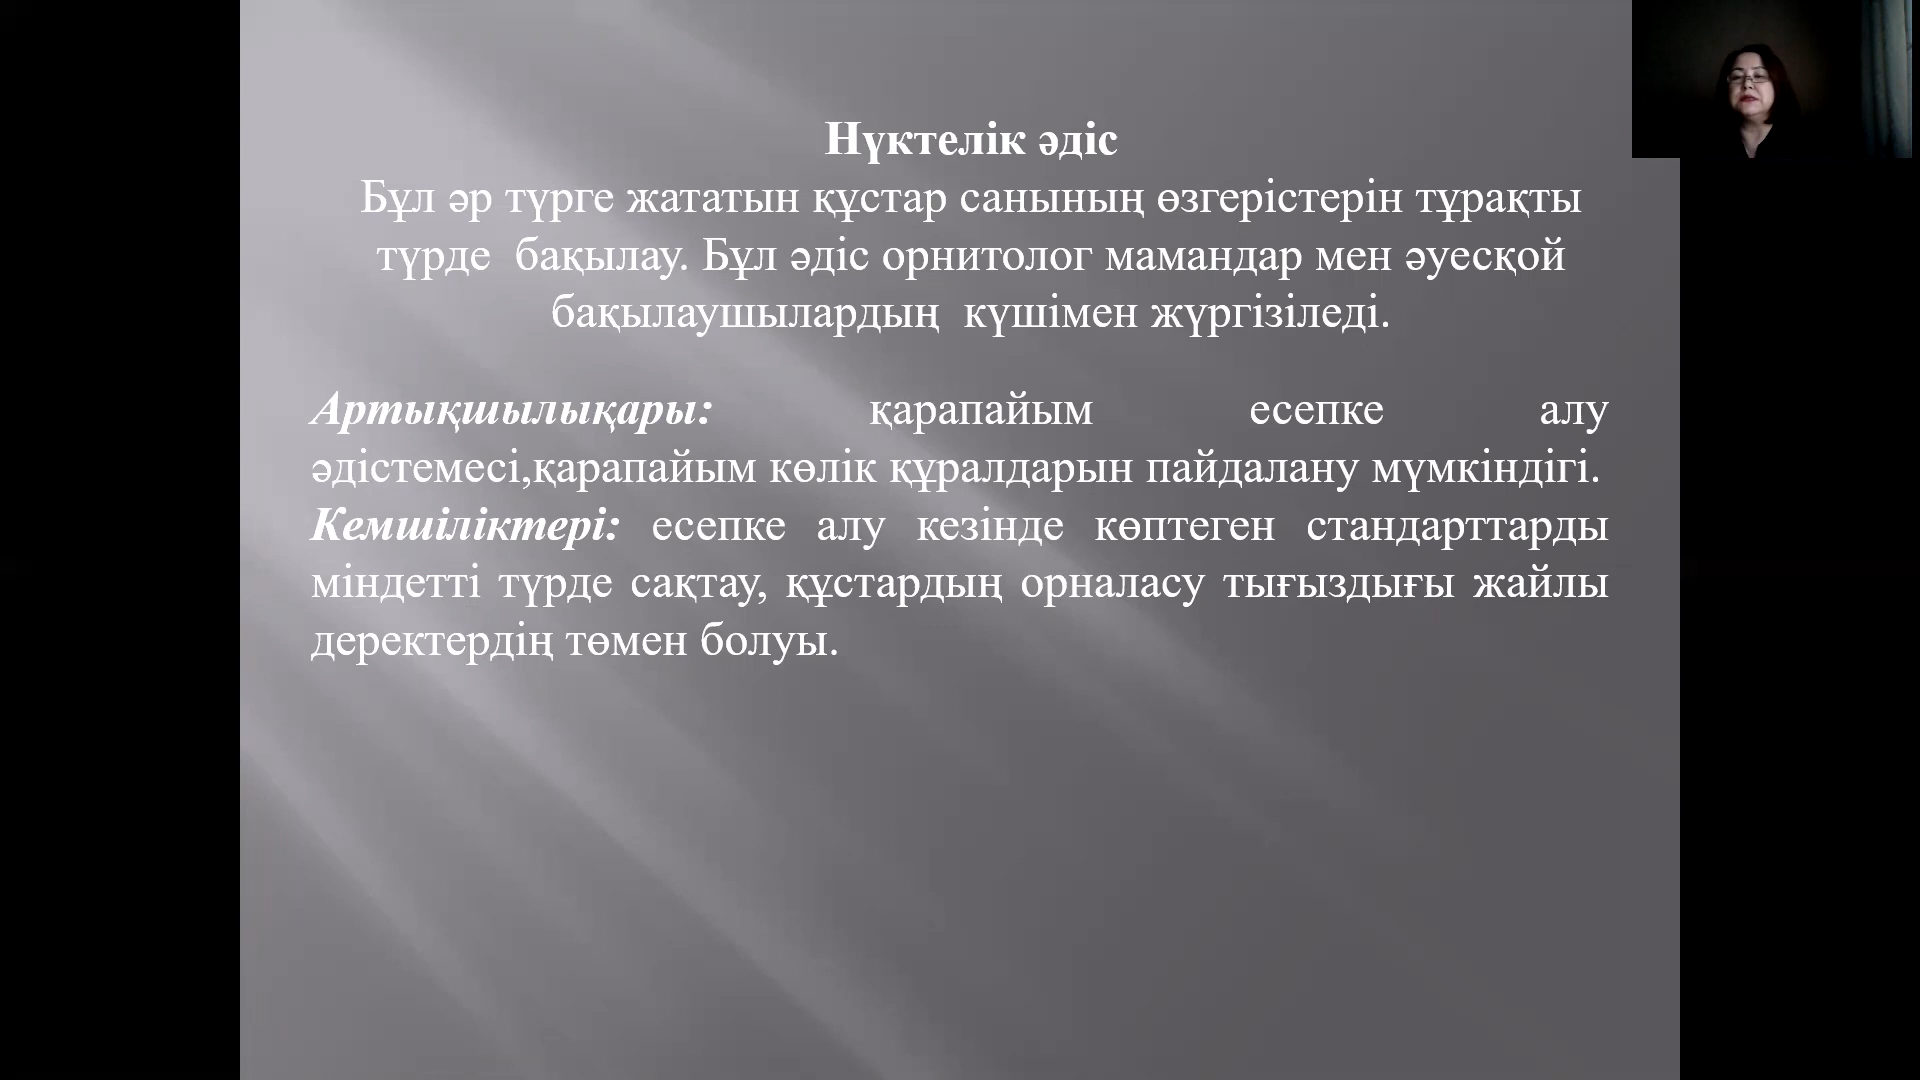 Нүктелік әдіс
Бұл әр түрге жататын құстар санының өзгерістерін тұрақты
түрде  бақылау. Бұл әдіс орнитолог мамандар мен әуесқой
бақылаушылардың  күшімен жүргізіледі.
Артықшылықары: қарапайым есепке алу
әдістемесі,қарапайым көлік құралдарын пайдалану мүмкіндігі.
Кемшіліктері: есепке алу кезінде көптеген стандарттарды
міндетті түрде сақтау, құстардың орналасу тығыздығы жайлы
деректердің төмен болуы.